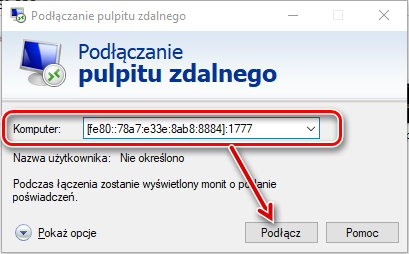 Podłączanie pulpitu zdalnego
Podłączanie
pulpitu zdalnego
Komputer: [fe80::78a7:e33e:8ab8:8884]:1777
Nazwa użytkownika: Nie określono
Podczas łączenia zostanie wyświetlony monit o podanie
poświadczeń.
Pokaż opcje Podłącz Pomoc